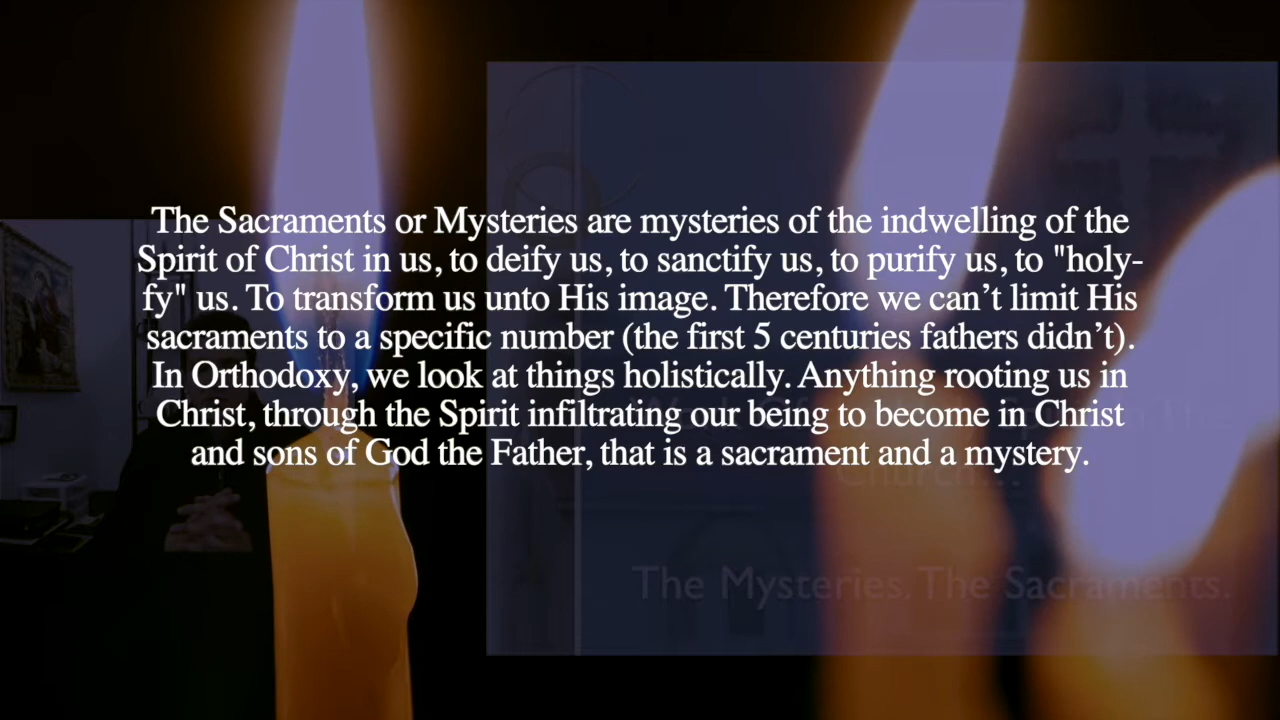 The Sacraments or Mysteries are mysteries of the indwelling of the
Spirit of Christ in us, to deify us, to sanctify us, to purify us, to "holy-
fy" us. To transform us unto His image. Therefore we can’t limit His
sacraments to a specific number (the first 5 centuries fathers didn’t).
In Orthodoxy, we look at things holistically. Anything rooting us in
Christ, through the Spirit infiltrating our being to become in Christ
and sons of God the Father, that is a sacrament and a mystery.
Church...
The Mysteries. The Sacraments.